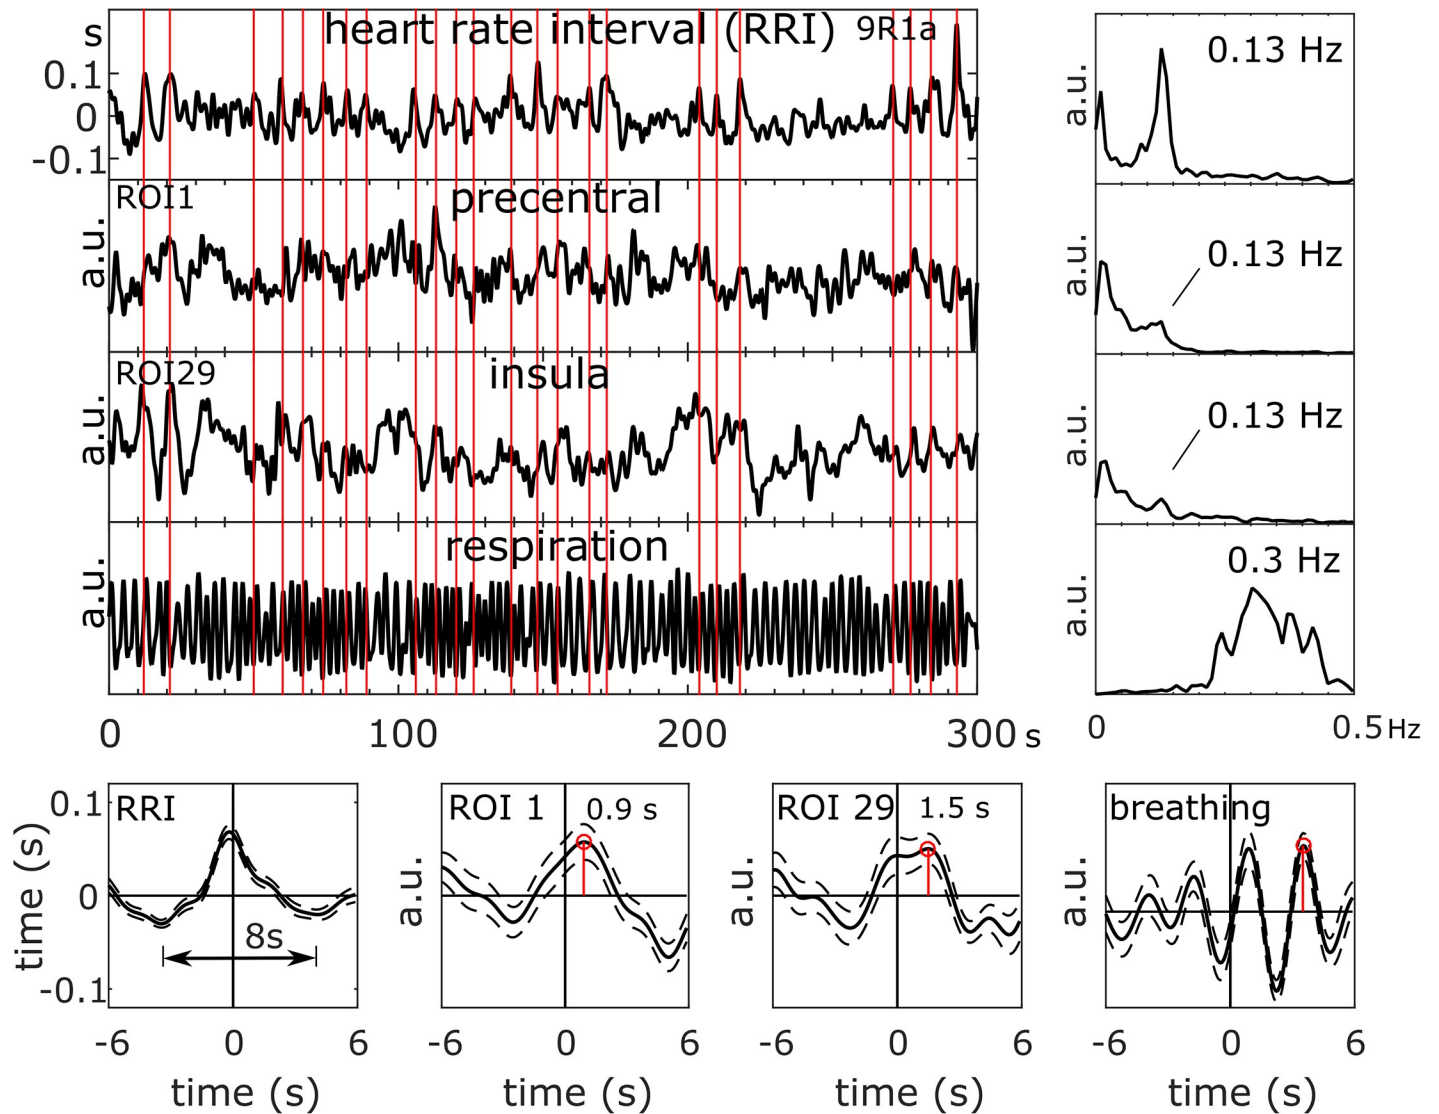 heart rate interval (RRI) 9R1a
s
0.1
0
-0.1
a.u.
0.13 Hz
ROI1
precentral
a.u.
a.u.
0.13 Hz
ROI29
insula
a.u.
a.u.
0.13 Hz
respiration
a.u.
a.u.
0.3 Hz
0 100 200 300 s
0 0.5 Hz
RRI
time (s)
0.1
0
-0.1
8s
-6 0 6
time (s)
ROI 1 0.9 s
a.u.
-6 0 6
time (s)
ROI 29 1.5 s
a.u.
-6 0 6
time (s)
breathing
a.u.
-6 0 6
time (s)